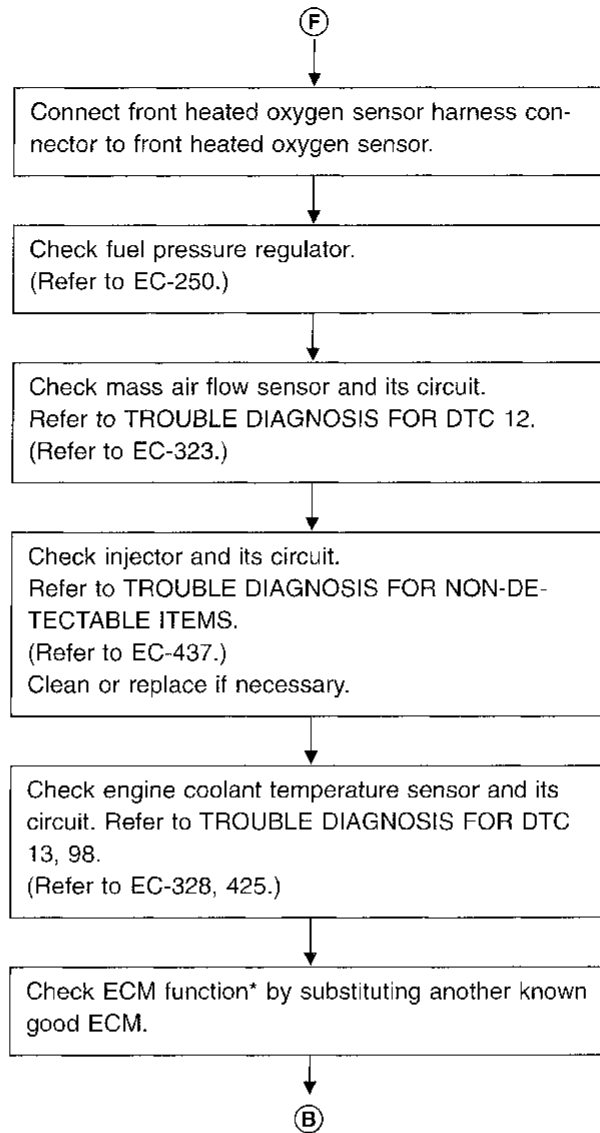 F
Connect front heated oxygen sensor harness con-
nector to front heated oxygen sensor.
Check fuel pressure regulator.
(Refer to EC-250.)
Check mass air flow sensor and its circuit.
Refer to TROUBLE DIAGNOSIS FOR DTC 12.
(Refer to EC-323.)
Check injector and its circuit.
Refer to TROUBLE DIAGNOSIS FOR NON-DE-
TECTABLE ITEMS.
(Refer to EC-437.)
Clean or replace if necessary.
Check engine coolant temperature sensor and its
circuit. Refer to TROUBLE DIAGNOSIS FOR DTC
13, 98.
(Refer to EC-328, 425.)
Check ECM function* by substituting another known
good ECM.
B